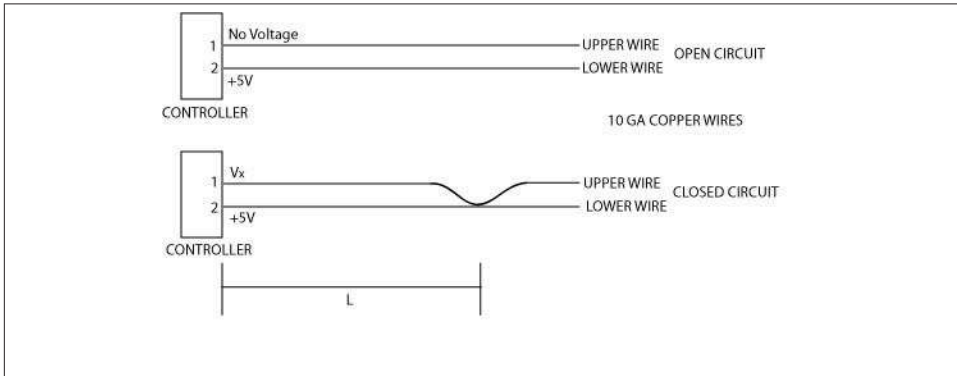 No Voltage
1
UPPER WIRE
OPEN CIRCUIT
2
LOWER WIRE
+5V
CONTROLLER
10 GA COPPER WIRES
Vx
1
UPPER WIRE
CLOSED CIRCUIT
2
LOWER WIRE
+5V
CONTROLLER
L